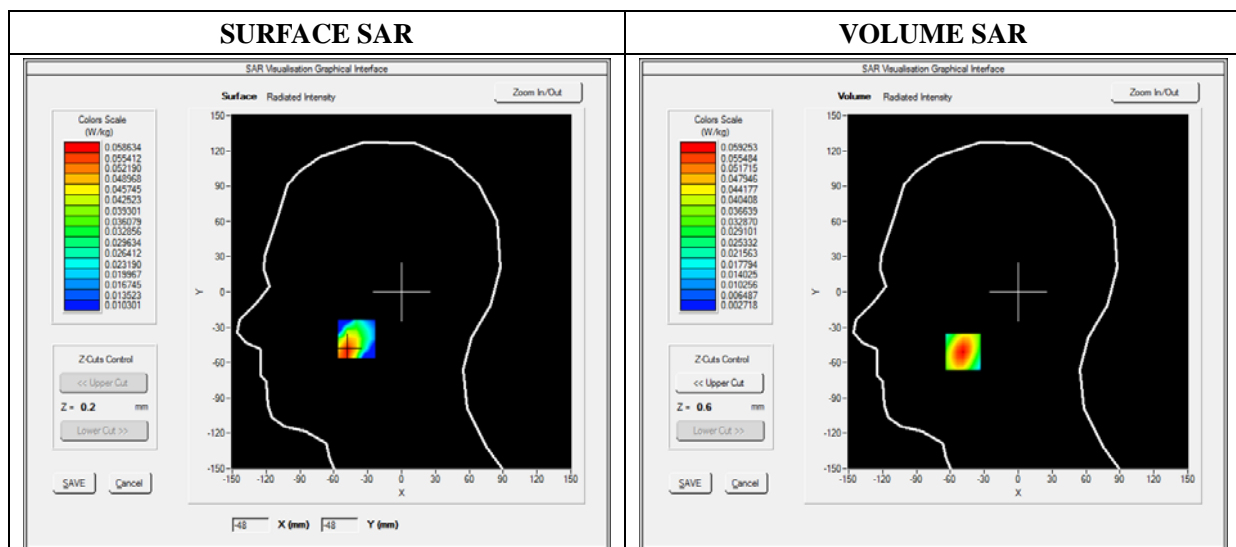 SURFACE SAR
VOLUME SAR
SAR Visualisation Graphical Interface
Surface Radiated Intensity
Zoom In/Out
Colors Scale
(W/kg)
0.058634
0.055412
0.052190
0.048968
0.045745
0.042523
0.039301
0.036079
0.032856
0.029634
0.026412
0.023190
0.019967
0.016745
0.013523
0.010301
Z-Cuts Control
<< Upper Cut
Z = 0.2 mm
Lower Cut >>
SAVE Cancel
150
120
90
60
30
0
-30
-60
-90
-120
-150
Y
-150 -120 -90 -60 -30 0 30 60 90 120 150
X
-48 X (mm) -48 Y (mm)
SAR Visualisation Graphical Interface
Volume Radiated Intensity
Zoom In/Out
Colors Scale
(W/kg)
0.059253
0.055484
0.051715
0.047946
0.044177
0.040408
0.036639
0.032870
0.029101
0.025332
0.021563
0.017794
0.014025
0.010256
0.006487
0.002718
Z-Cuts Control
<< Upper Cut
Z = 0.6 mm
Lower Cut >>
SAVE Cancel
150
120
90
60
30
0
-30
-60
-90
-120
-150
Y
-150 -120 -90 -60 -30 0 30 60 90 120 150
X